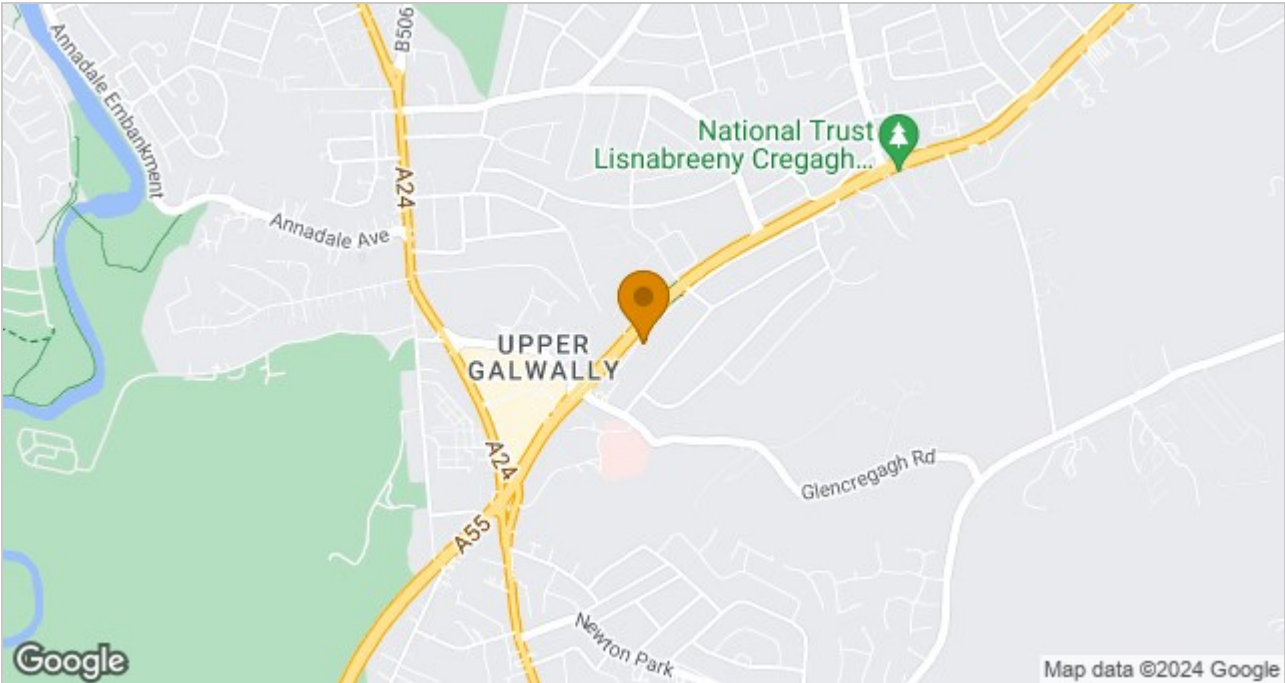 Annadale Embankment
B506
A24
National Trust
Lisnabreeny Cregagh...
Annadale Ave
UPPER
GALWALLY
A24
Glencregagh Rd
A55
Newton Park
Google
Map data ©2024 Google